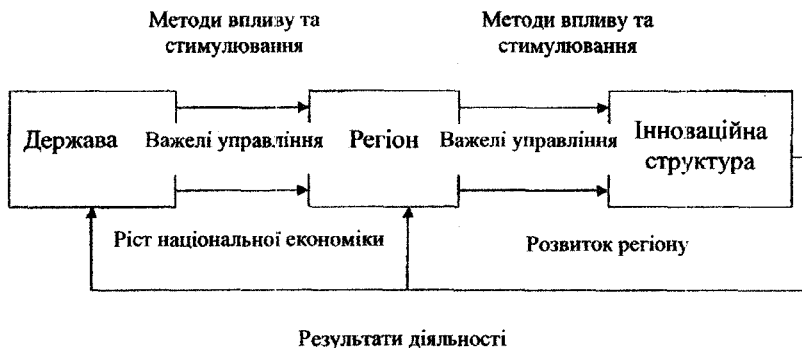 Методи впливу та
стимулювання
Методи впливу та
стимулювання
Держава
Важелі управління
Регіон
Важелі управління
Інноваційна
структура
Ріст національної економіки
Розвиток регіону
Результати діяльності